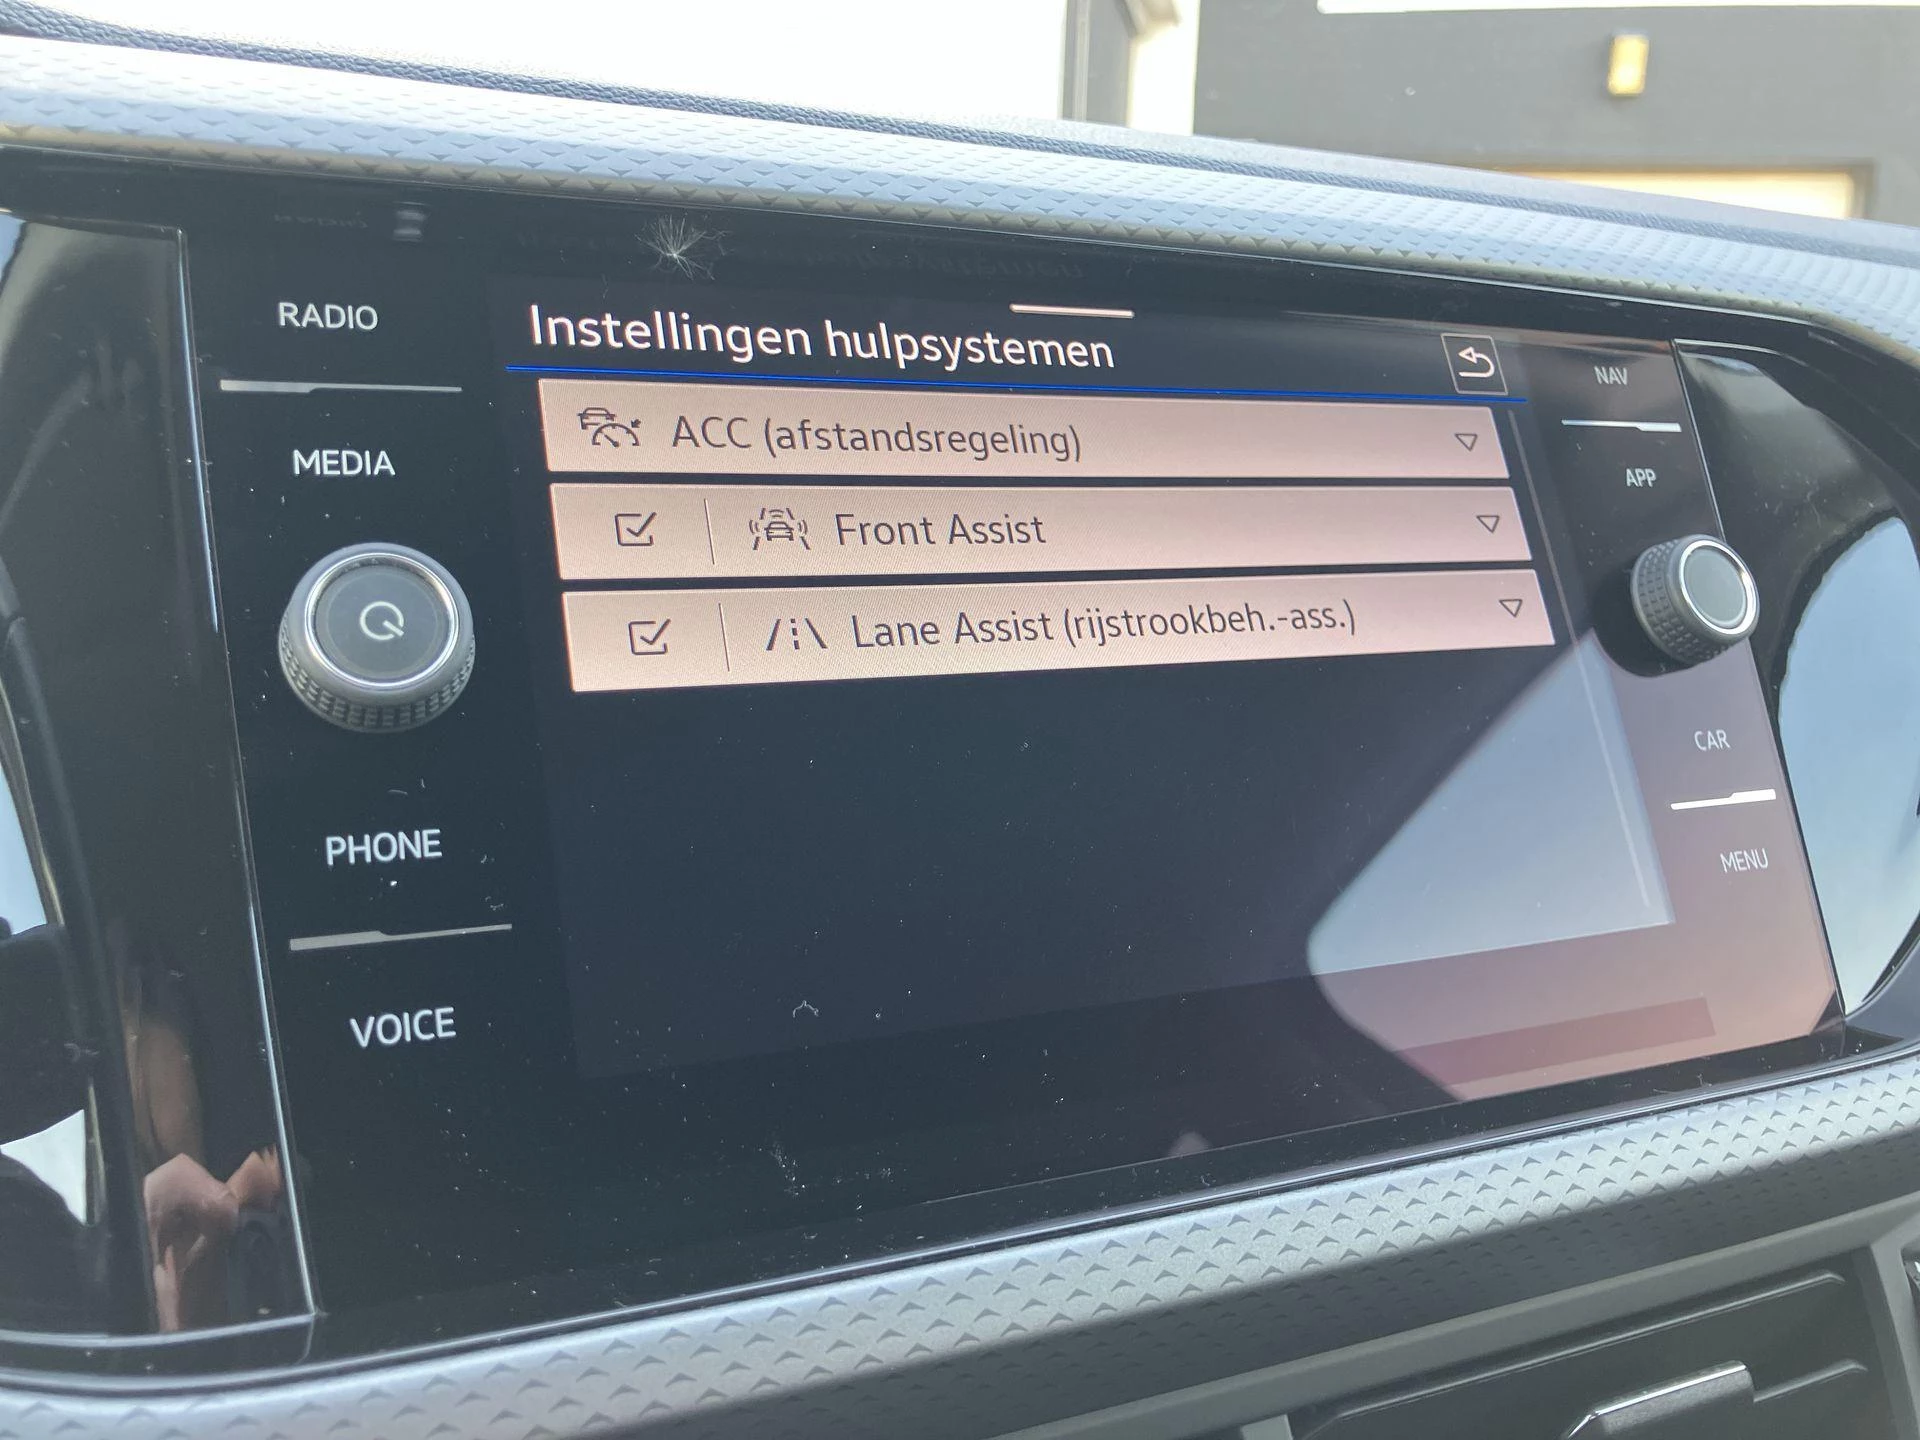 RADIO
MEDIA
PHONE
VOICE
Instellingen hulpsystemen
ACC (afstandsregeling)
Front Assist
Lane Assist (rijstrookbeh.-ass.)
NAV
APP
CAR
MENU